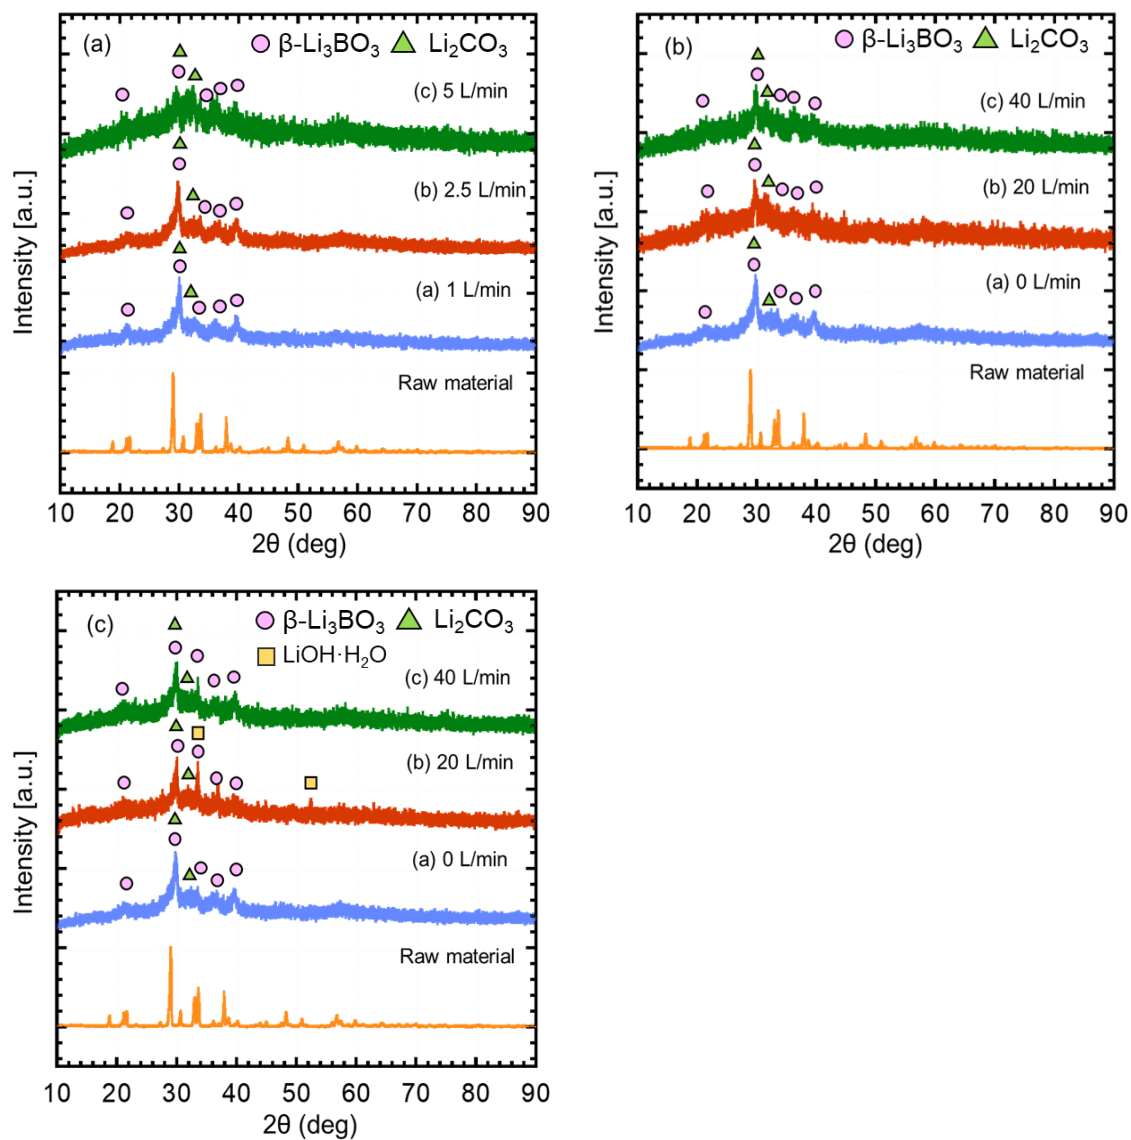 (a)
β-Li₃BO₃ Li₂CO₃
(c) 5 L/min
(b) 2.5 L/min
(a) 1 L/min
Raw material
Intensity [a.u.]
10 20 30 40 50 60 70 80 90
2θ (deg)
(b)
β-Li₃BO₃ Li₂CO₃
(c) 40 L/min
(b) 20 L/min
(a) 0 L/min
Raw material
Intensity [a.u.]
10 20 30 40 50 60 70 80 90
2θ (deg)
(c)
β-Li₃BO₃ Li₂CO₃
LiOH·H₂O
(c) 40 L/min
(b) 20 L/min
(a) 0 L/min
Raw material
Intensity [a.u.]
10 20 30 40 50 60 70 80 90
2θ (deg)